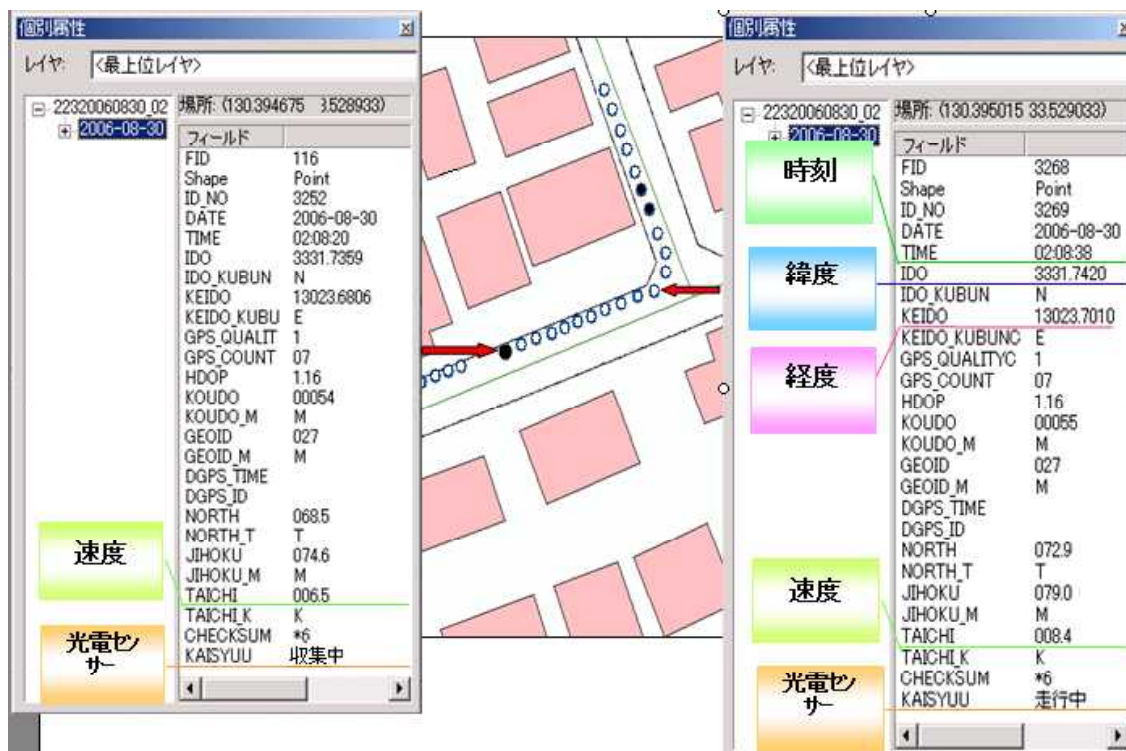 個別属性
レイヤ: <最上位レイヤ>
22320060830_02
2006-08-30
場所: (130.394675 3.528933)
フィールド
FID 116
Shape Point
ID_NO 3252
DATE 2006-08-30
TIME 02:08:20
IDO 3331.7359
IDO_KUBUN N
KEIDO 13023.6806
KEIDO_KUBU E
GPS_QUALIT 1
GPS_COUNT 07
HDOP 1.16
KOUDO 00054
KOUDO_M M
GEOID 027
GEOID_M M
DGPS_TIME
DGPS_ID
NORTH 068.5
NORTH_T T
JIHOKU 074.6
JIHOKU_M M
TAICHI 006.5
TAICHI_K K
CHECKSUM *6
KAISYUU 収集中
速度
光電セン
サー
個別属性
レイヤ: <最上位レイヤ>
22320060830_02
2006-08-30
場所: (130.395015 33.529033)
フィールド
FID 3268
Shape Point
ID_NO 3269
DATE 2006-08-30
TIME 02:08:38
IDO 3331.7420
IDO_KUBUN N
KEIDO 13023.7010
KEIDO_KUBUNC E
GPS_QUALITYC 1
GPS_COUNT 07
HDOP 1.16
KOUDO 00055
KOUDO_M M
GEOID 027
GEOID_M M
DGPS_TIME
DGPS_ID
NORTH 072.9
NORTH_T T
JIHOKU 079.0
JIHOKU_M M
TAICHI 008.4
TAICHI_K K
CHECKSUM *6
KAISYUU 走行中
時刻
緯度
経度
速度
光電セン
サー